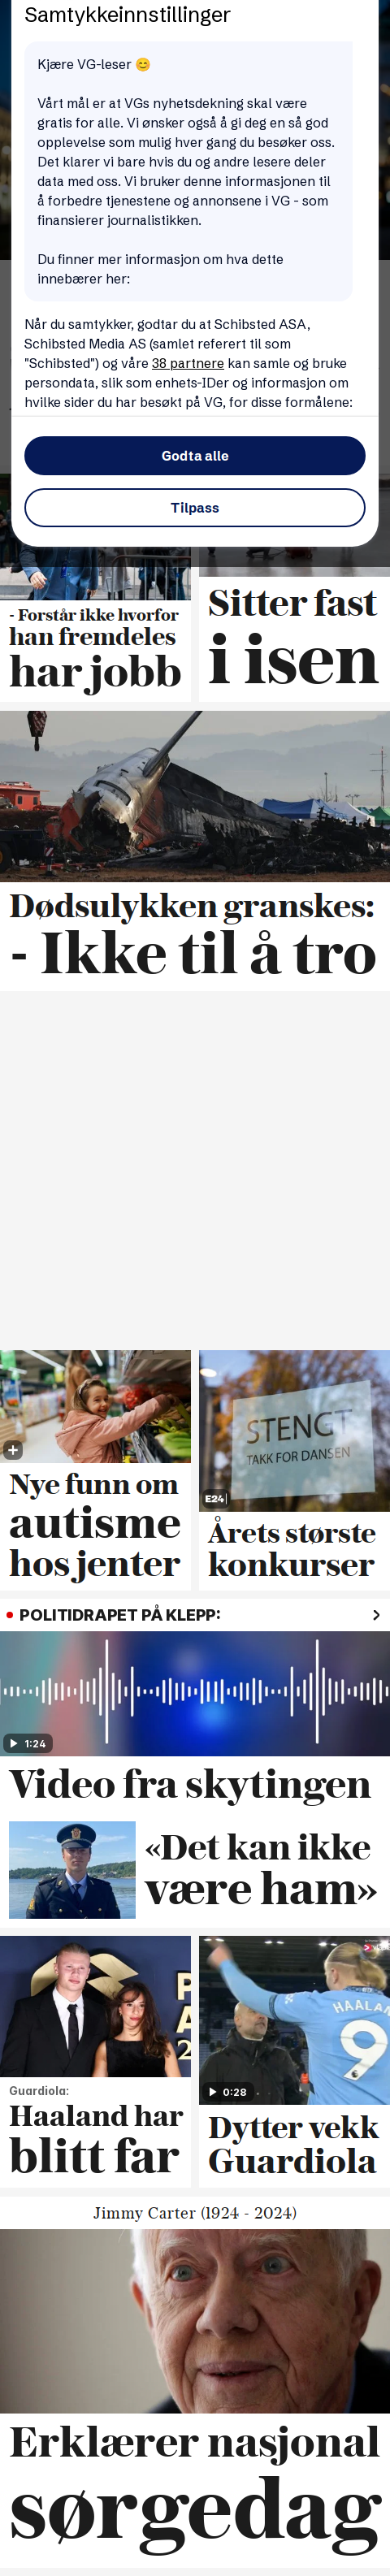 Samtykkeinnstillinger
Kjære VG-leser 😊
Vårt mål er at VGs nyhetsdekning skal være
gratis for alle. Vi ønsker også å gi deg en så god
opplevelse som mulig hver gang du besøker oss.
Det klarer vi bare hvis du og andre lesere deler
data med oss. Vi bruker denne informasjonen til
å forbedre tjenestene og annonsene i VG - som
finansierer journalistikken.
Du finner mer informasjon om hva dette
innebærer her:
Når du samtykker, godtar du at Schibsted ASA,
Schibsted Media AS (samlet referert til som
"Schibsted") og våre 38 partnere kan samle og bruke
persondata, slik som enhets-IDer og informasjon om
hvilke sider du har besøkt på VG, for disse formålene:
Godta alle
Tilpass
- Forstår ikke hvorfor
han fremdeles
har jobb
Sitter fast
i isen
Dødsulykken granskes:
- Ikke til å tro
Nye funn om
autisme
hos jenter
STENGT
TAKK FOR DANSEN
E24
Årets største
konkurser
POLITIDRAPET PÅ KLEPP:
1:24
Video fra skytingen
«Det kan ikke
være ham»
Guardiola:
Haaland har
blitt far
HAALAN
9
0:28
Dytter vekk
Guardiola
Jimmy Carter (1924 - 2024)
Erklærer nasjonal
sørgedag